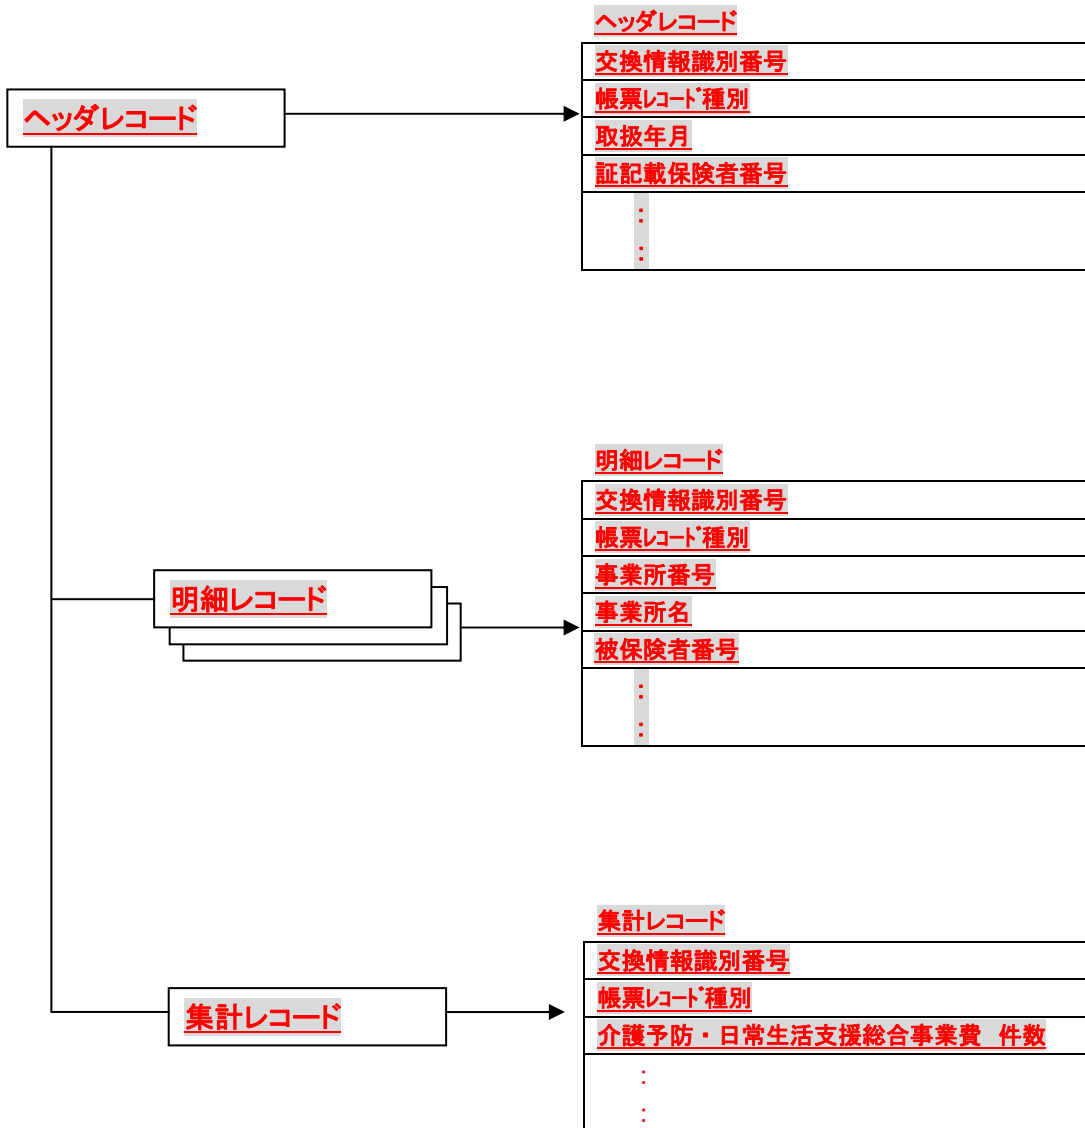 ヘッダレコード
交換情報識別番号
ヘッダレコード
帳票ﾚｺｰﾄﾞ種別
取扱年月
証記載保険者番号
：
：
明細レコード
交換情報識別番号
帳票ﾚｺｰﾄﾞ種別
事業所番号
明細レコード
事業所名
被保険者番号
：
：
集計レコード
交換情報識別番号
帳票ﾚｺｰﾄﾞ種別
集計レコード
介護予防・日常生活支援総合事業費　件数
：
：